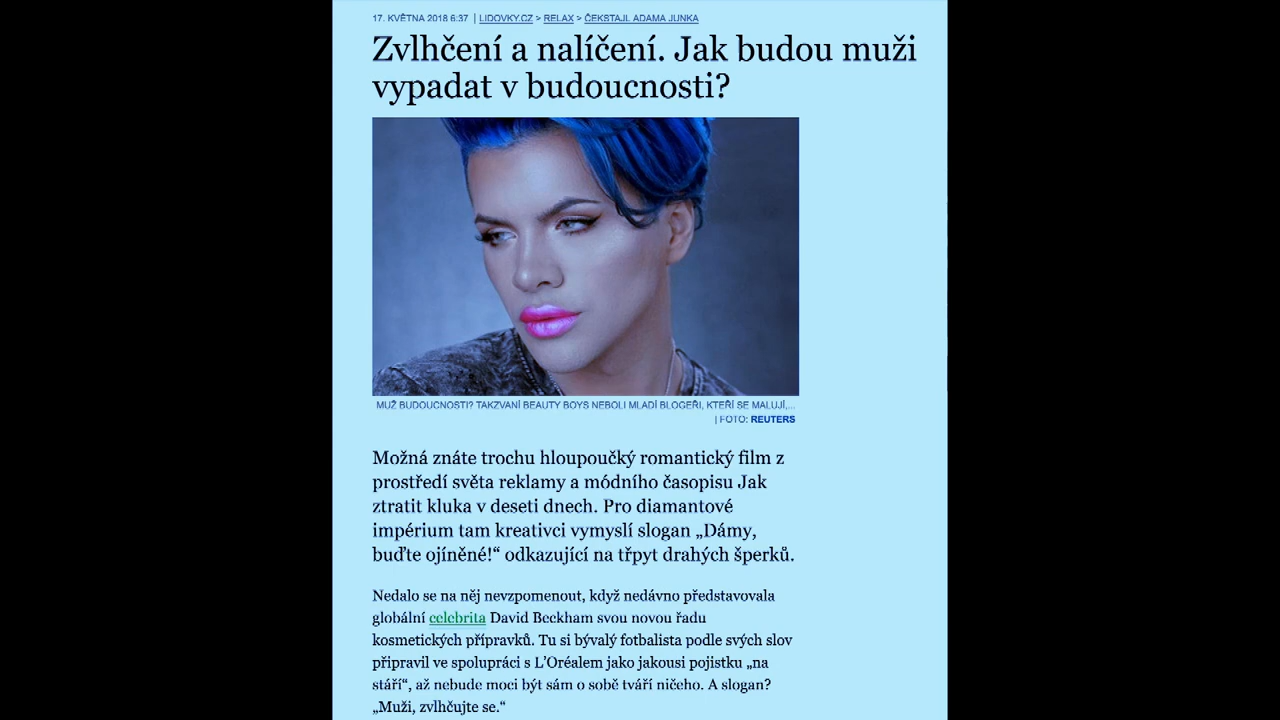 17. KVĚTNA 2018 6:37 | LIDOVKY.CZ > RELAX > ČEKSTAJL ADAMA JUNKA
Zvlhčení a nalíčení. Jak budou muži
vypadat v budoucnosti?
MUŽ BUDOUCNOSTI? TAKZVANÍ BEAUTY BOYS NEBOLI MLADÍ BLOGEŘI, KTEŘÍ SE MALUJÍ,...
| FOTO: REUTERS
Možná znáte trochu hloupoučký romantický film z
prostředí světa reklamy a módního časopisu Jak
ztratit kluka v deseti dnech. Pro diamantové
impérium tam kreativci vymyslí slogan „Dámy,
buďte ojíněné!“ odkazující na třpyt drahých šperků.
Nedalo se na něj nevzpomenout, když nedávno představovala
globální celebrita David Beckham svou novou řadu
kosmetických přípravků. Tu si bývalý fotbalista podle svých slov
připravil ve spolupráci s L’Oréalem jako jakousi pojistku „na
stáří“, až nebude moci být sám o sobě tváří ničeho. A slogan?
„Muži, zvlhčujte se.“